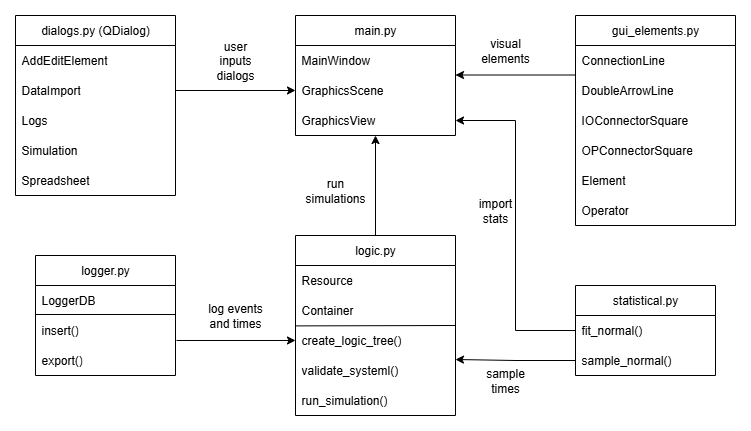 dialogs.py (QDialog)
AddEditElement
DataImport
Logs
Simulation
Spreadsheet
user
inputs
dialogs
main.py
MainWindow
GraphicsScene
GraphicsView
visual
elements
gui_elements.py
ConnectionLine
DoubleArrowLine
IOConnectorSquare
OPConnectorSquare
Element
Operator
run
simulations
import
stats
logger.py
LoggerDB
insert()
export()
log events
and times
logic.py
Resource
Container
create_logic_tree()
validate_systeml()
run_simulation()
sample
times
statistical.py
fit_normal()
sample_normal()